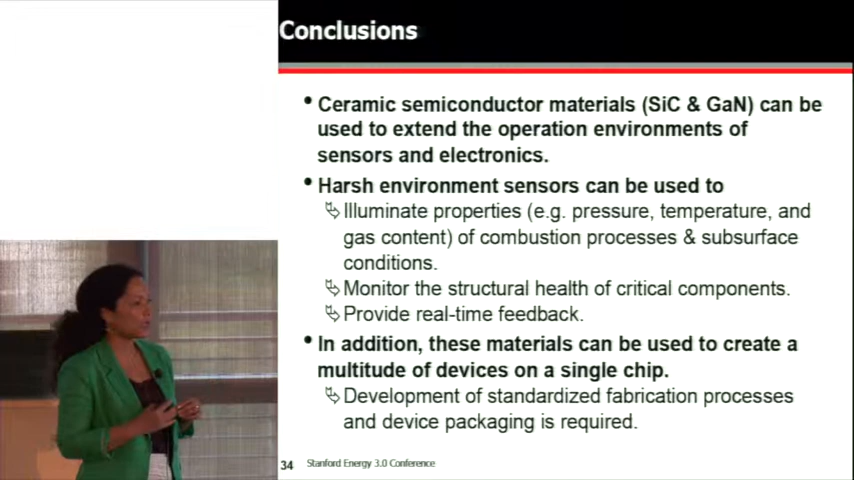 Conclusions
• Ceramic semiconductor materials (SiC & GaN) can be
used to extend the operation environments of
sensors and electronics.
• Harsh environment sensors can be used to
Illuminate properties (e.g. pressure, temperature, and
gas content) of combustion processes & subsurface
conditions.
Monitor the structural health of critical components.
Provide real-time feedback.
• In addition, these materials can be used to create a
multitude of devices on a single chip.
Development of standardized fabrication processes
and device packaging is required.
34 Stanford Energy 3.0 Conference